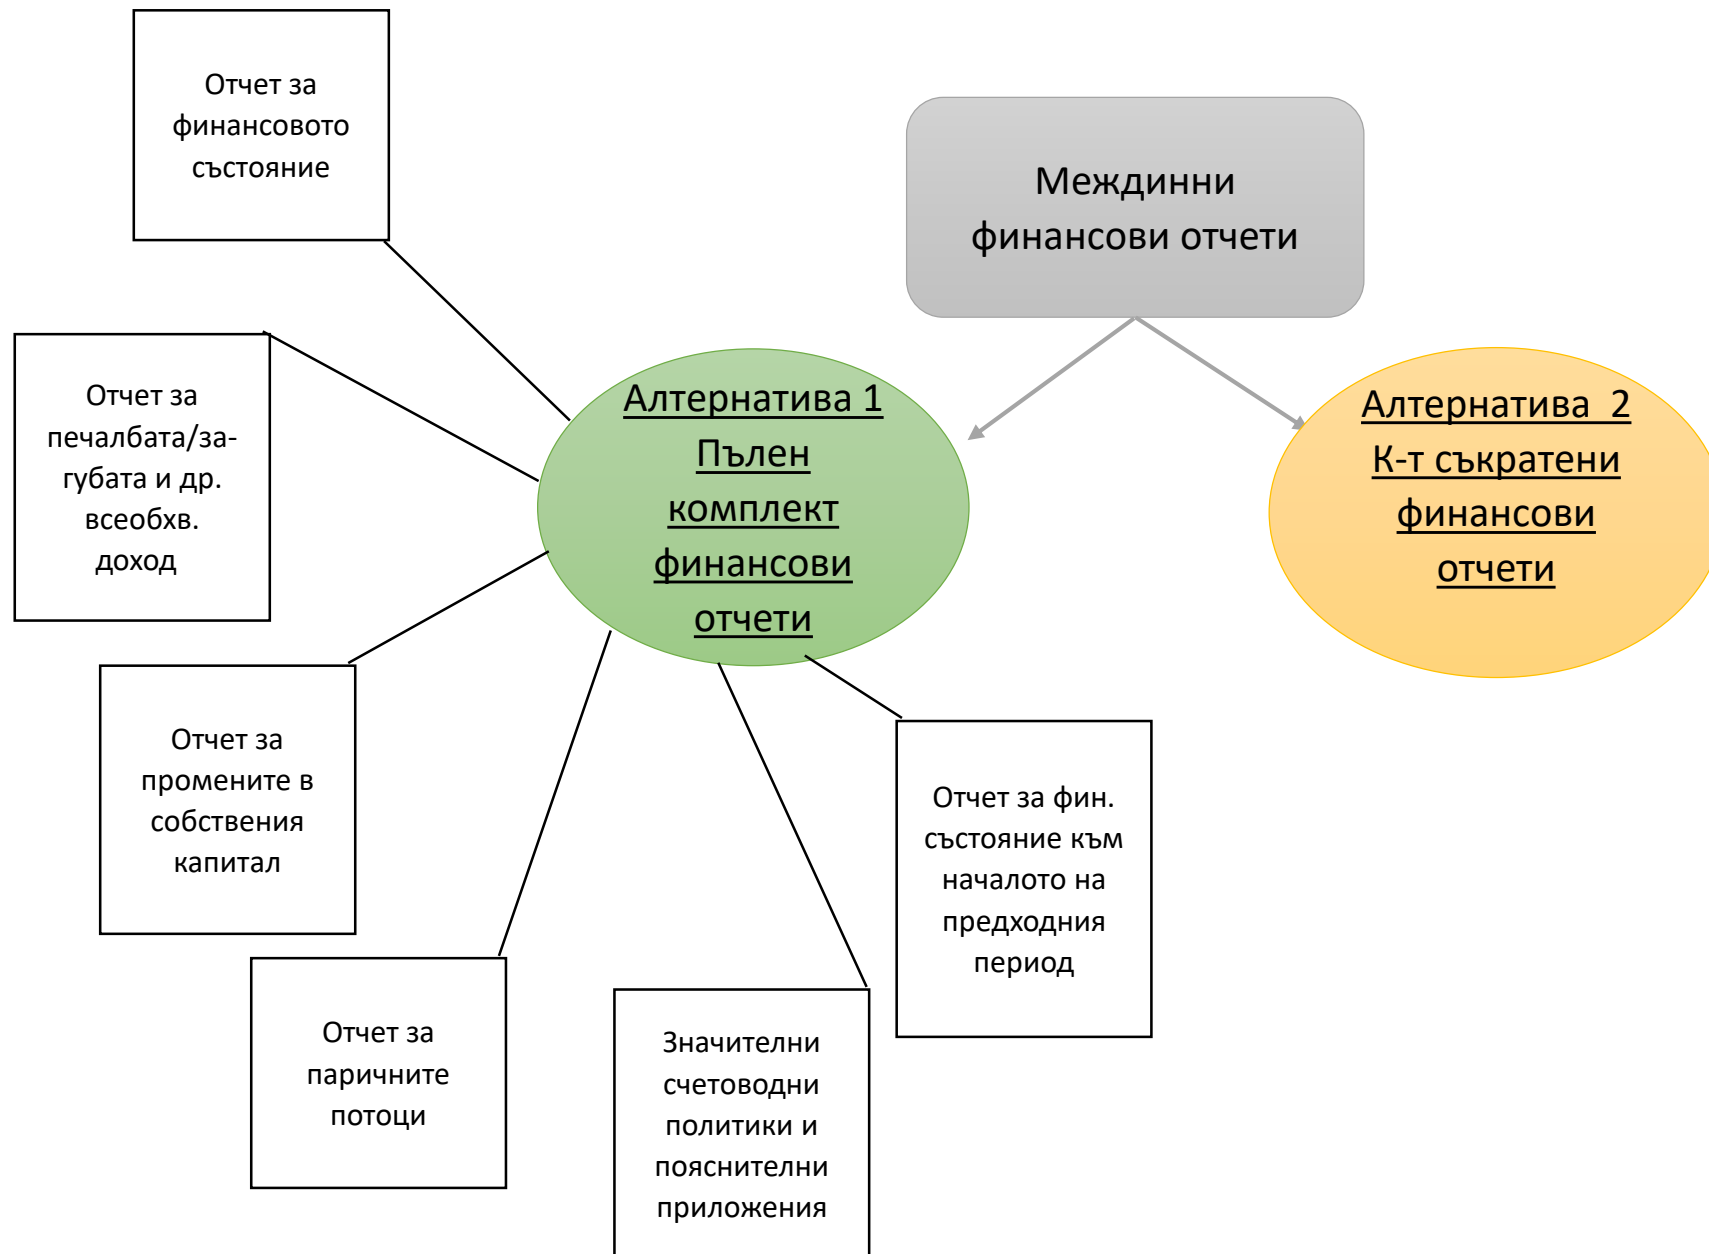 Отчет за
финансовото
състояние
Междинни
финансови отчети
Отчет за
печалбата/за-
губата и др.
всеобхв.
доход
Алтернатива 1
Пълен
комплект
финансови
отчети
Алтернатива  2
К-т съкратени
финансови
отчети
Отчет за
промените в
собствения
капитал
Отчет за фин.
състояние към
началото на
предходния
период
Отчет за
паричните
потоци
Значителни
счетоводни
политики и
пояснителни
приложения